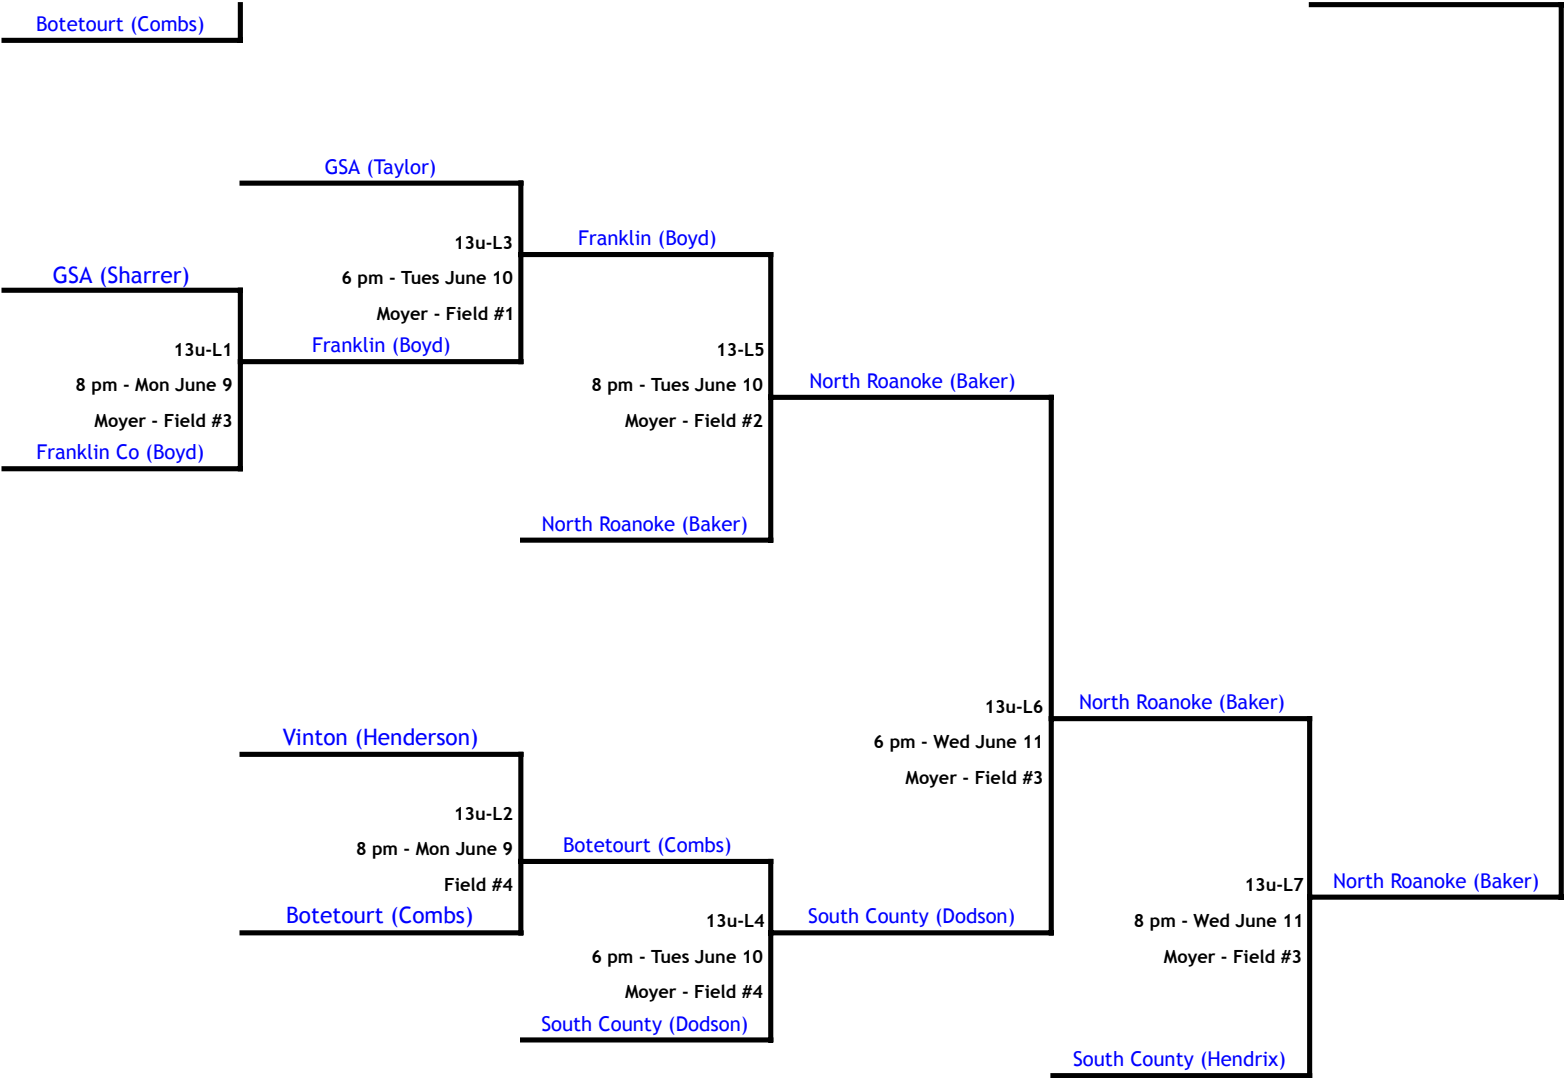 Botetourt (Combs)
GSA (Taylor)
13u-L3
Franklin (Boyd)
GSA (Sharrer)
6 pm - Tues June 10
Moyer - Field #1
13u-L1
Franklin (Boyd)
13-L5
8 pm - Mon June 9
8 pm - Tues June 10
North Roanoke (Baker)
Moyer - Field #3
Moyer - Field #2
Franklin Co (Boyd)
North Roanoke (Baker)
13u-L6
North Roanoke (Baker)
Vinton (Henderson)
6 pm - Wed June 11
Moyer - Field #3
13u-L2
8 pm - Mon June 9
Botetourt (Combs)
Field #4
13u-L7
North Roanoke (Baker)
Botetourt (Combs)
13u-L4
South County (Dodson)
8 pm - Wed June 11
6 pm - Tues June 10
Moyer - Field #3
Moyer - Field #4
South County (Dodson)
South County (Hendrix)